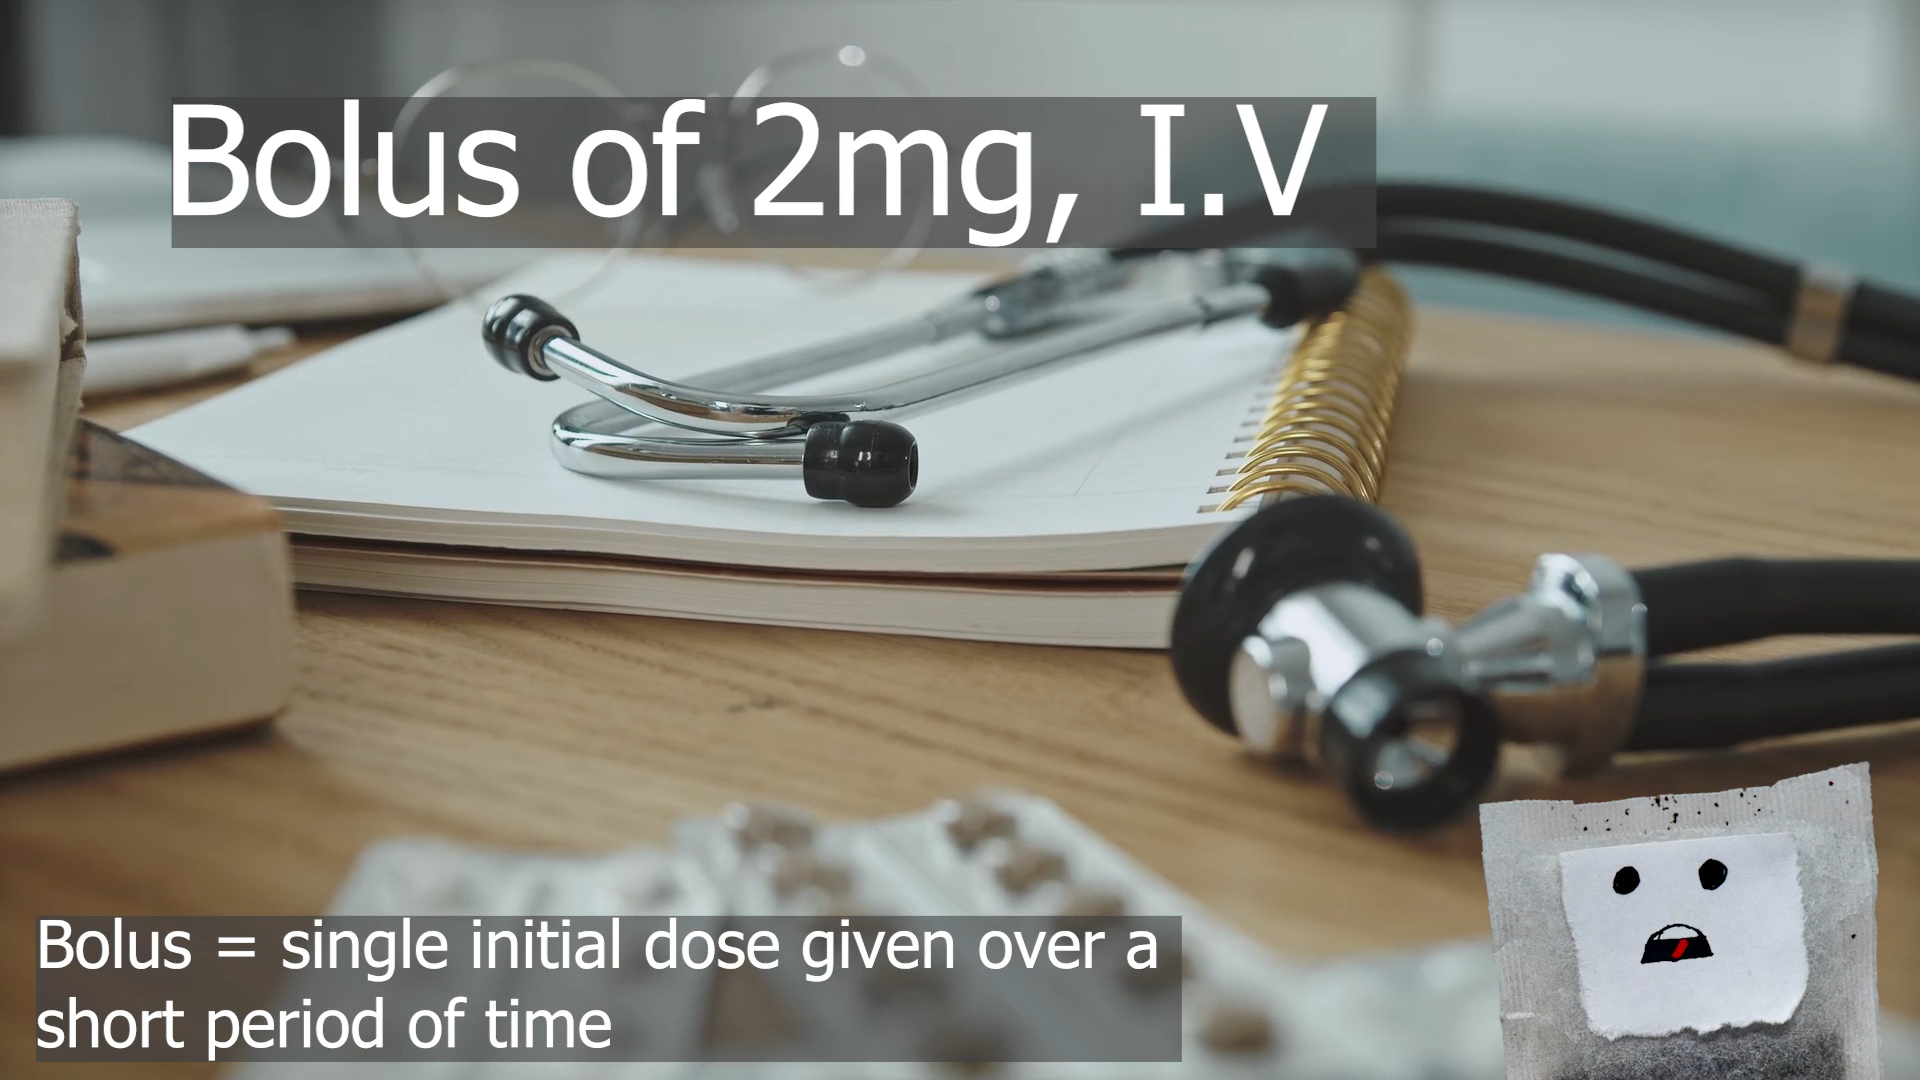 Bolus of 2mg, I.V
Bolus = single initial dose given over a
short period of time